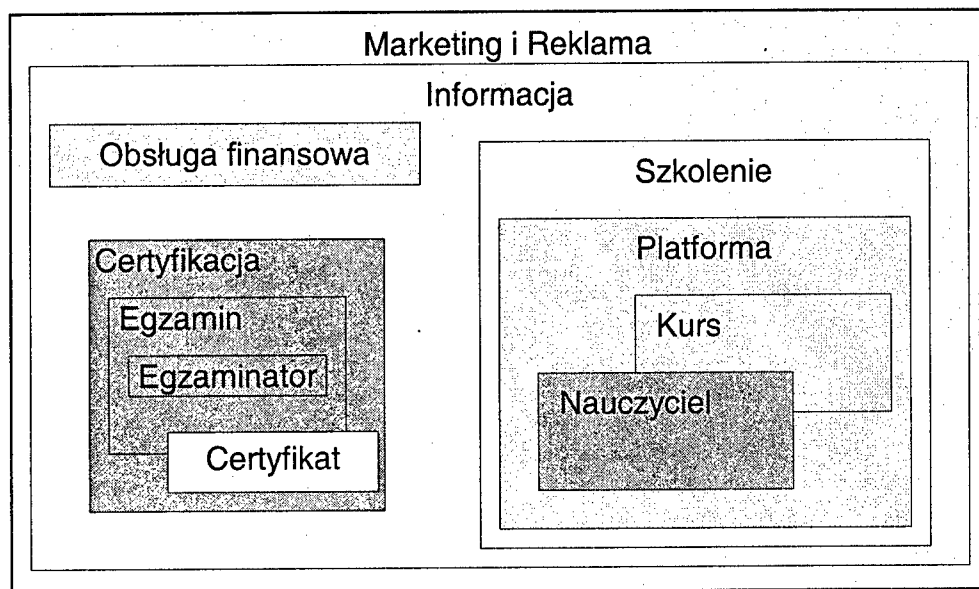 Marketing i Reklama
Informacja
Obsługa finansowa
Szkolenie
Certyfikacja
Platforma
Egzamin
Kurs
Egzaminator
Nauczyciel
Certyfikat